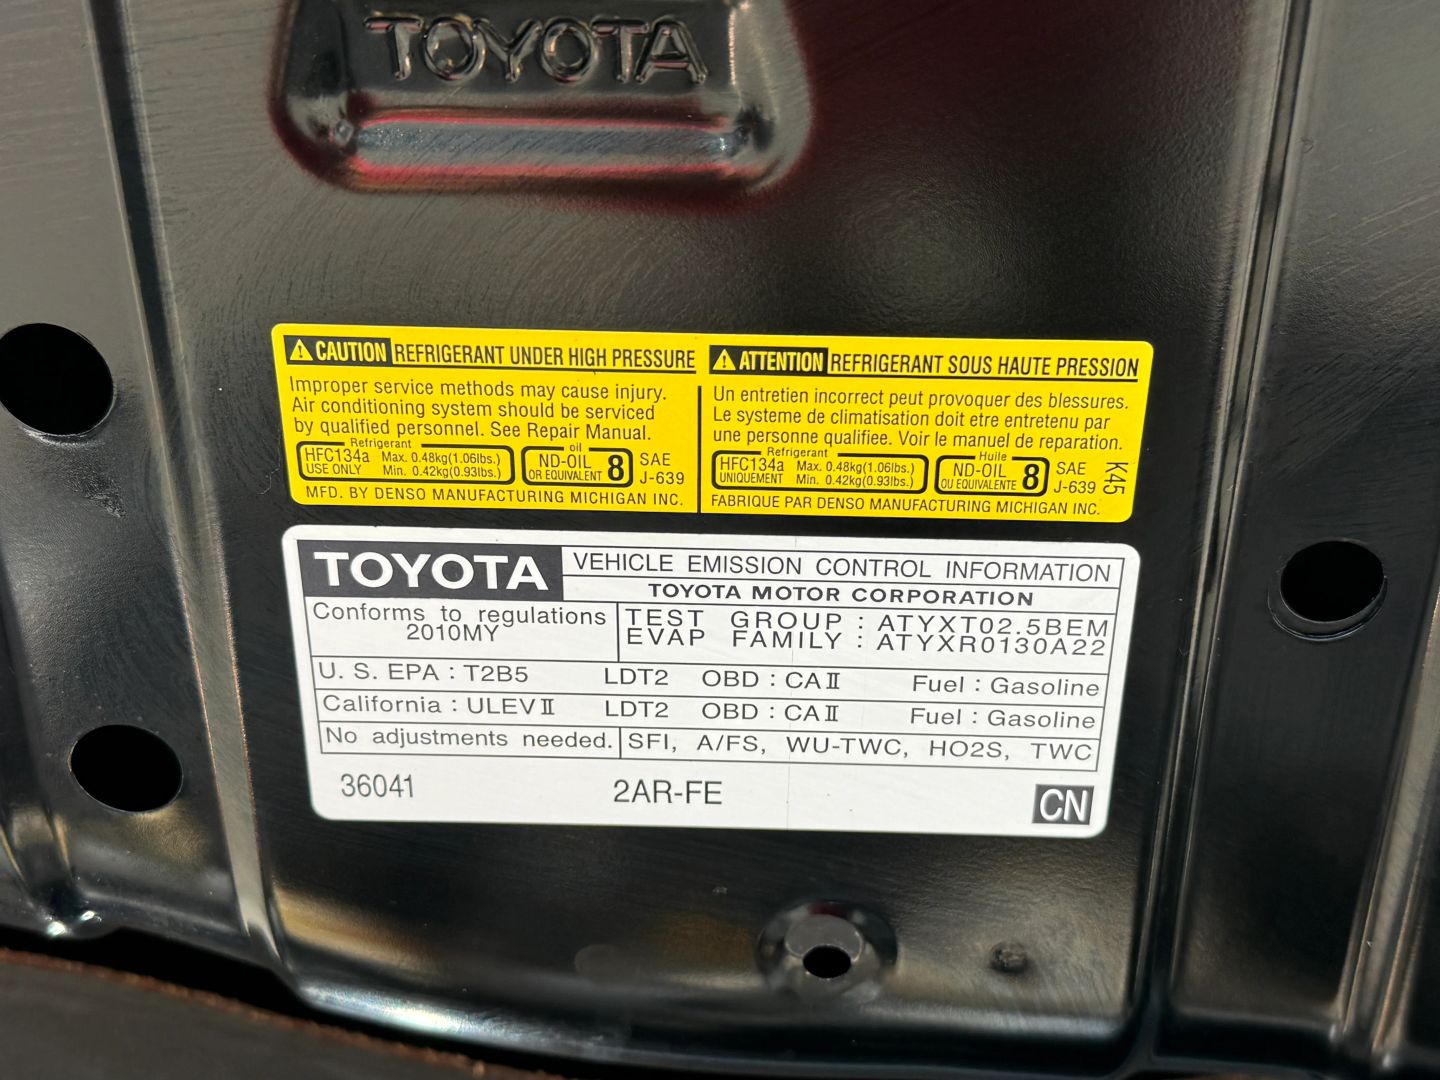 TOYOTA
CAUTION REFRIGERANT UNDER HIGH PRESSURE
Improper service methods may cause injury.
Air conditioning system should be serviced
by qualified personnel. See Repair Manual.
Refrigerant
HFC134a Max. 0.48kg(1.06lbs.)
USE ONLY Min. 0.42kg(0.93lbs.)
oil
ND-OIL 8
OR EQUIVALENT
SAE
J-639
MFD. BY DENSO MANUFACTURING MICHIGAN INC.
ATTENTION REFRIGERANT SOUS HAUTE PRESSION
Un entretien incorrect peut provoquer des blessures.
Le systeme de climatisation doit etre entretenu par
une personne qualifiee. Voir le manuel de reparation.
Refrigerant
HFC134a Max. 0.48kg(1.06lbs.)
UNIQUEMENT Min. 0.42kg(0.93lbs.)
Huile
ND-OIL 8
OU EQUIVALENTE
SAE
J-639
K45
FABRIQUE PAR DENSO MANUFACTURING MICHIGAN INC.
TOYOTA VEHICLE EMISSION CONTROL INFORMATION
TOYOTA MOTOR CORPORATION
Conforms to regulations
2010MY
TEST GROUP : ATYXT02.5BEM
EVAP FAMILY : ATYXR0130A22
U. S. EPA : T2B5 LDT2 OBD : CAⅡ Fuel : Gasoline
California : ULEVⅡ LDT2 OBD : CAⅡ Fuel : Gasoline
No adjustments needed. SFI, A/FS, WU-TWC, HO2S, TWC
36041 2AR-FE CN